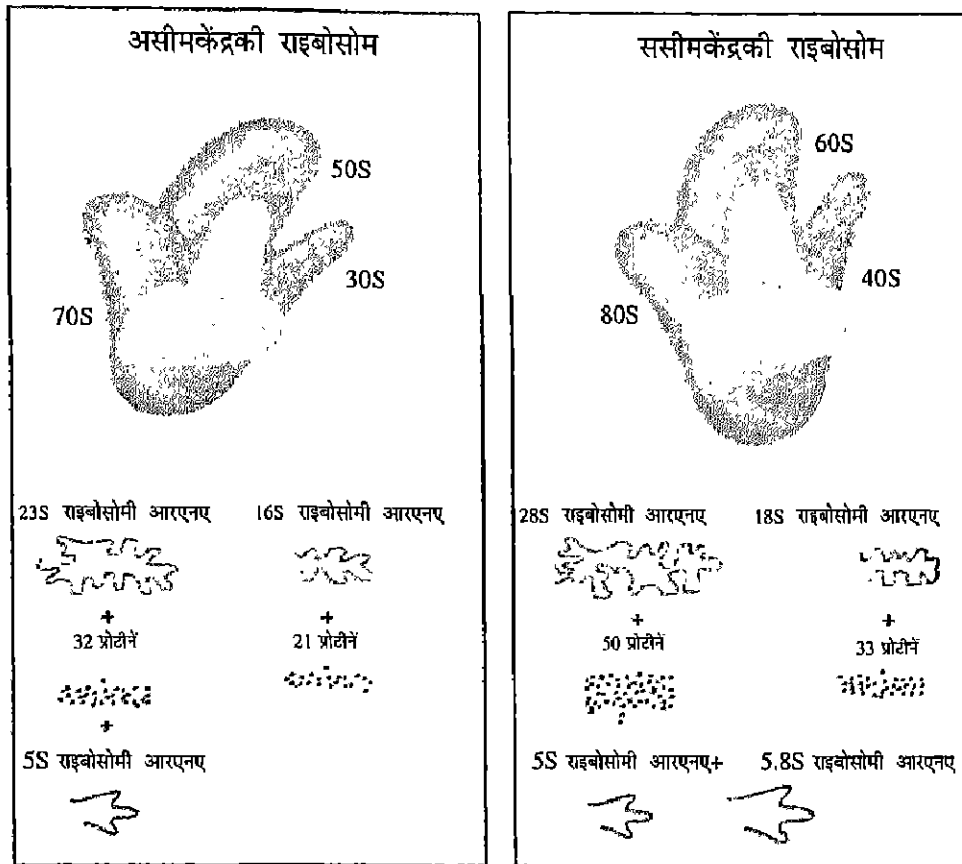 असीमकेंद्रकी राइबोसोम
50S
30S
70S
23S राइबोसोमी आरएनए 16S राइबोसोमी आरएनए
+ +
32 प्रोटीनें 21 प्रोटीनें
+
5S राइबोसोमी आरएनए
ससीमकेंद्रकी राइबोसोम
60S
40S
80S
28S राइबोसोमी आरएनए 18S राइबोसोमी आरएनए
+ +
50 प्रोटीनें 33 प्रोटीनें
5S राइबोसोमी आरएनए+ 5.8S राइबोसोमी आरएनए